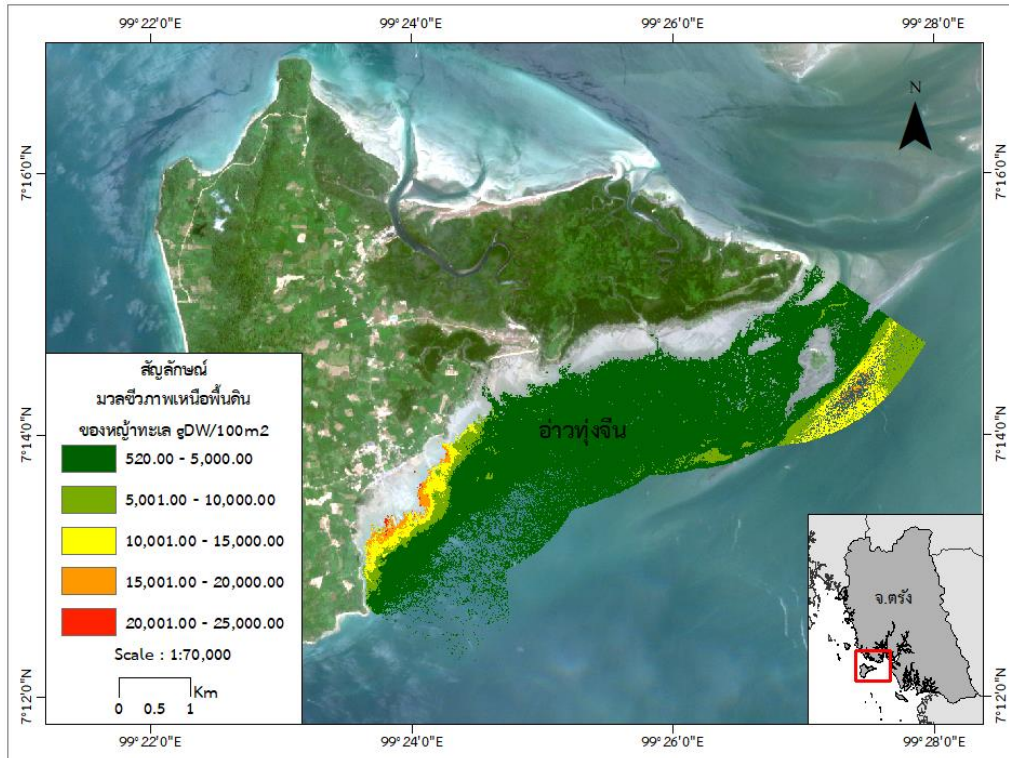 99°22'0"E 99°24'0"E 99°26'0"E 99°28'0"E
N
7°16'0"N 7°16'0"N
อ่าวทุ่งจีน
7°14'0"N 7°14'0"N
สัญลักษณ์
มวลชีวภาพเหนือพื้นดิน
ของหญ้าทะเล gDW/100m2
520.00 - 5,000.00
5,001.00 - 10,000.00
10,001.00 - 15,000.00
15,001.00 - 20,000.00
20,001.00 - 25,000.00
Scale : 1:70,000
Km
0 0.5 1
จ.ตรัง
7°12'0"N 7°12'0"N
99°22'0"E 99°24'0"E 99°26'0"E 99°28'0"E